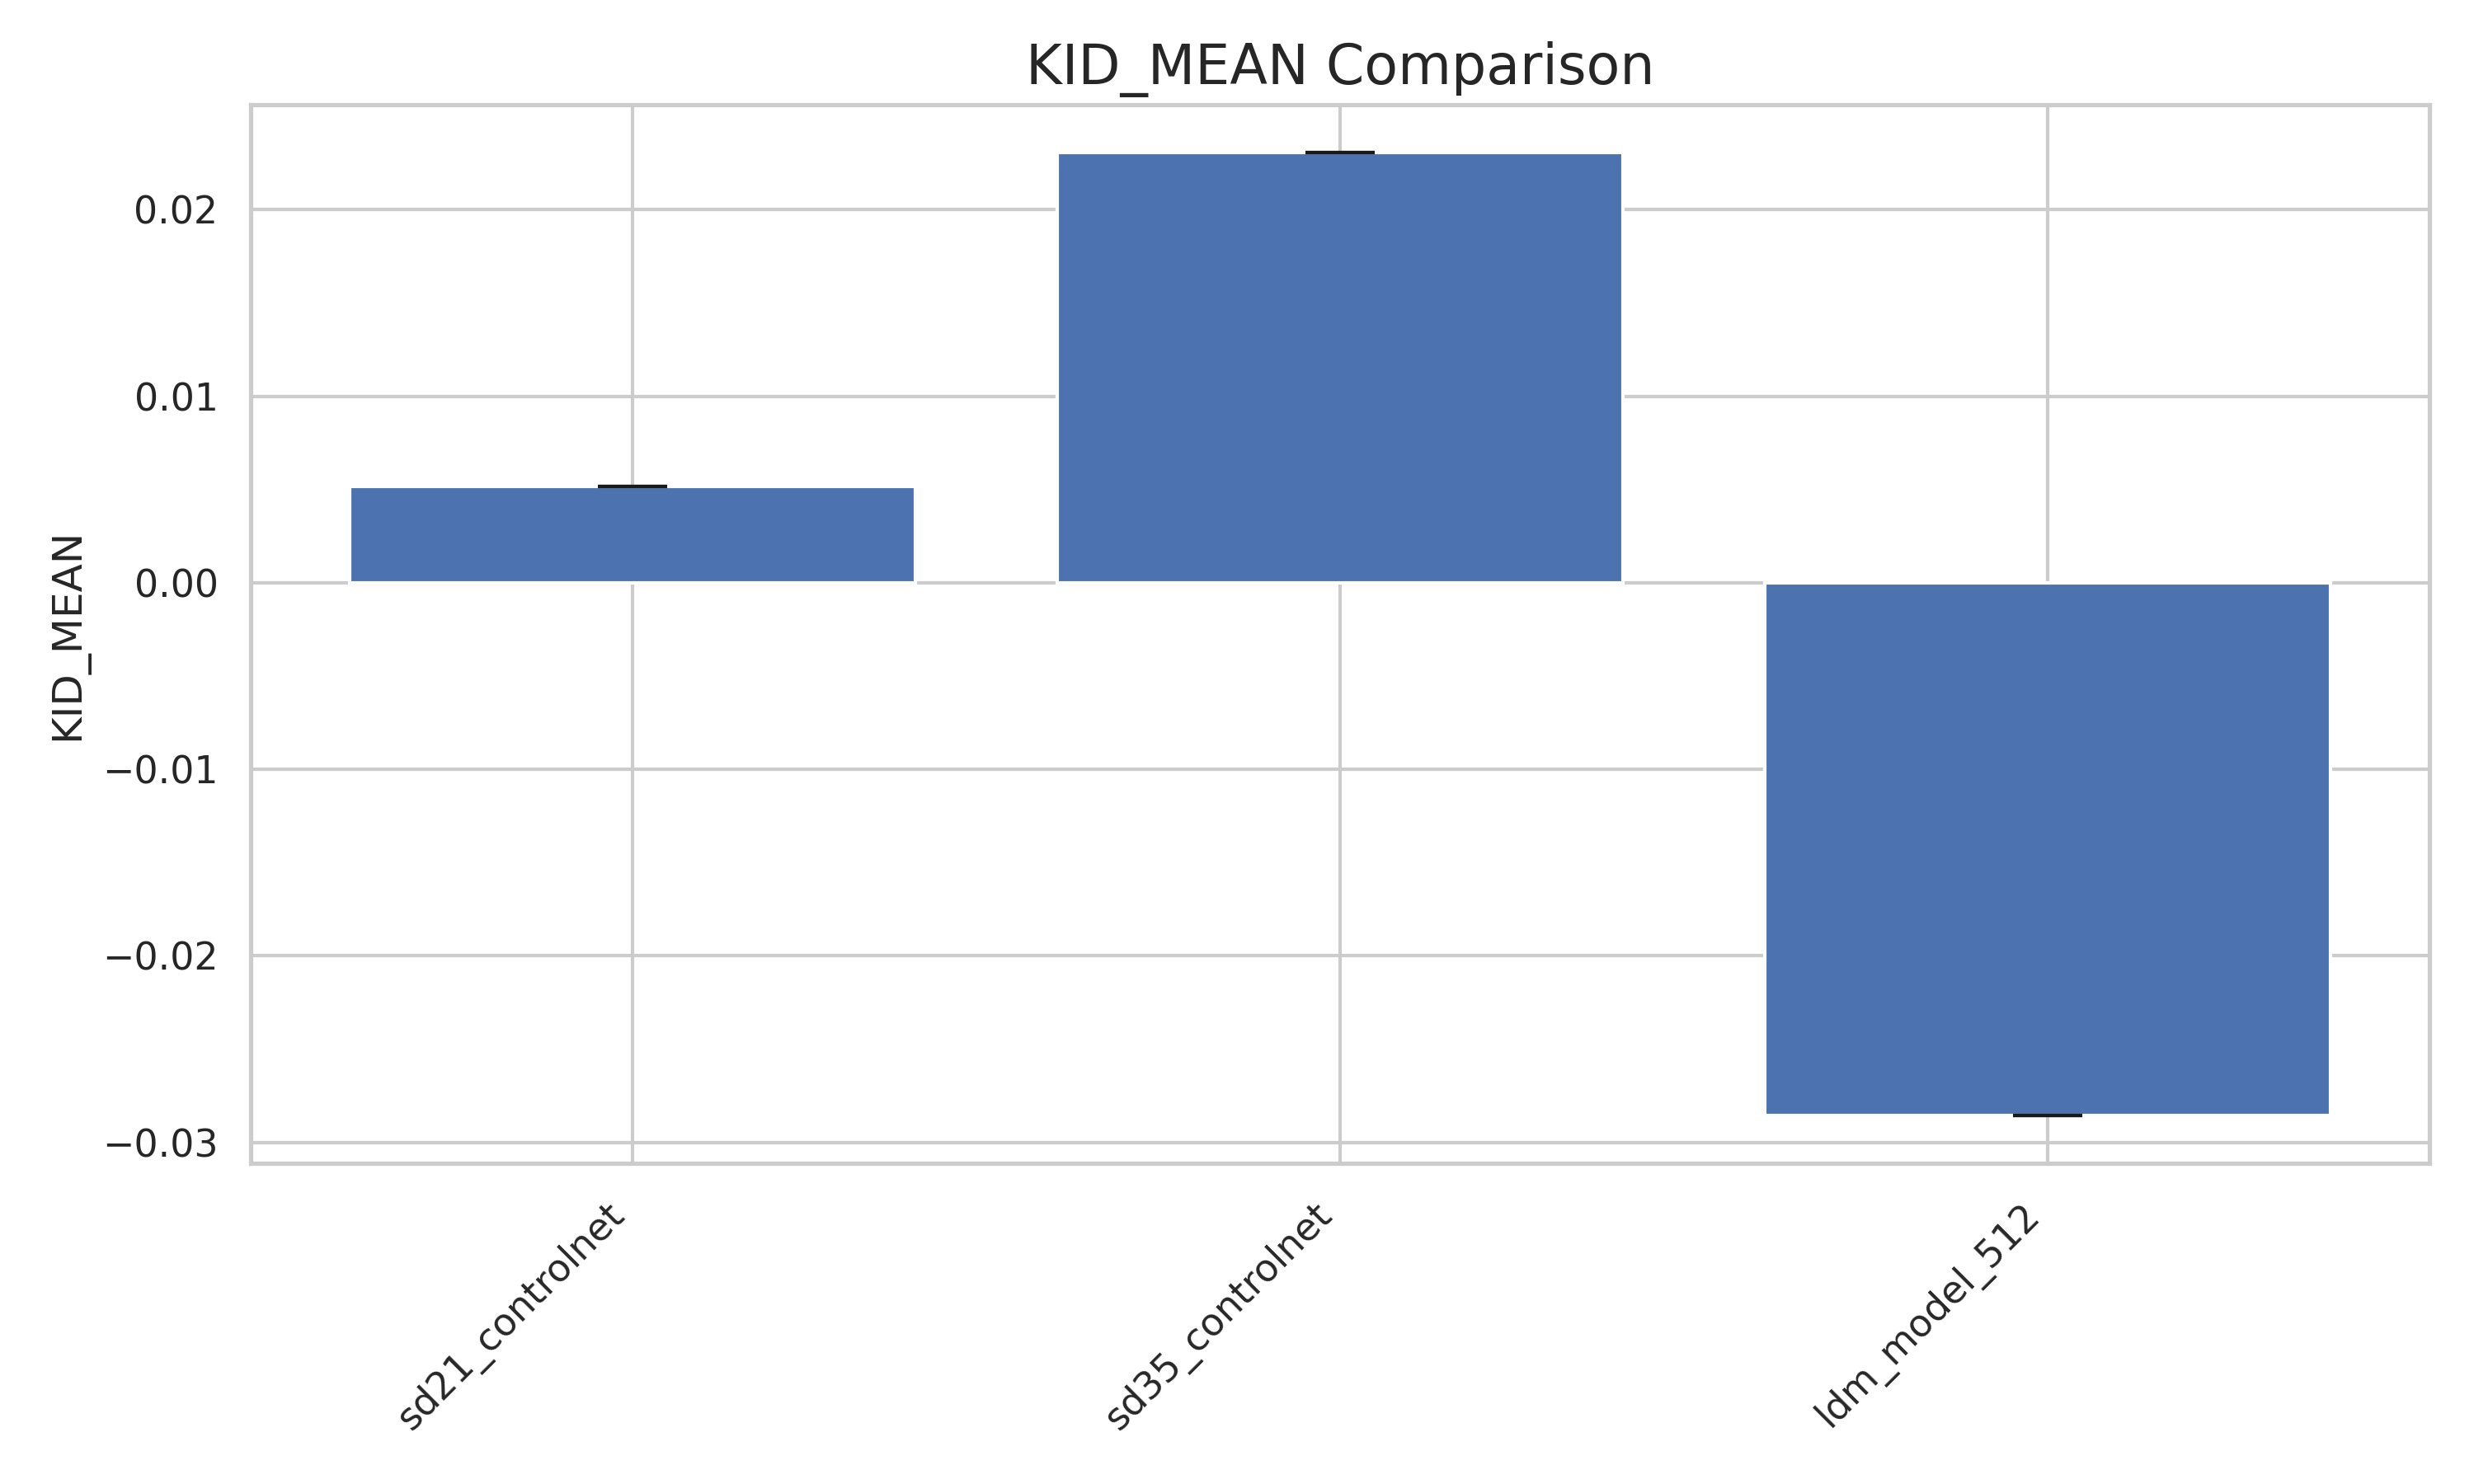 KID_MEAN Comparison
KID_MEAN
0.02
0.01
0.00
−0.01
−0.02
−0.03
sd21_controlnet
sd35_controlnet
ldm_model_512